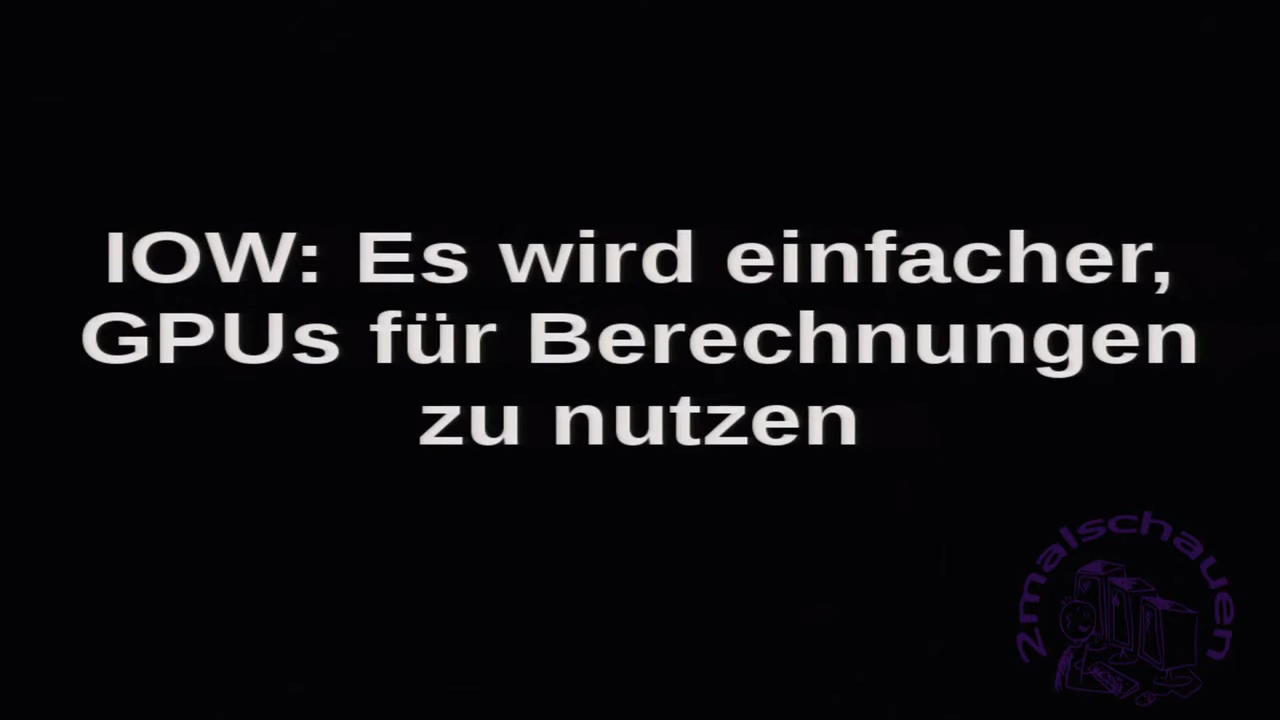 IOW: Es wird einfacher,
GPUs für Berechnungen
zu nutzen
2malschauen